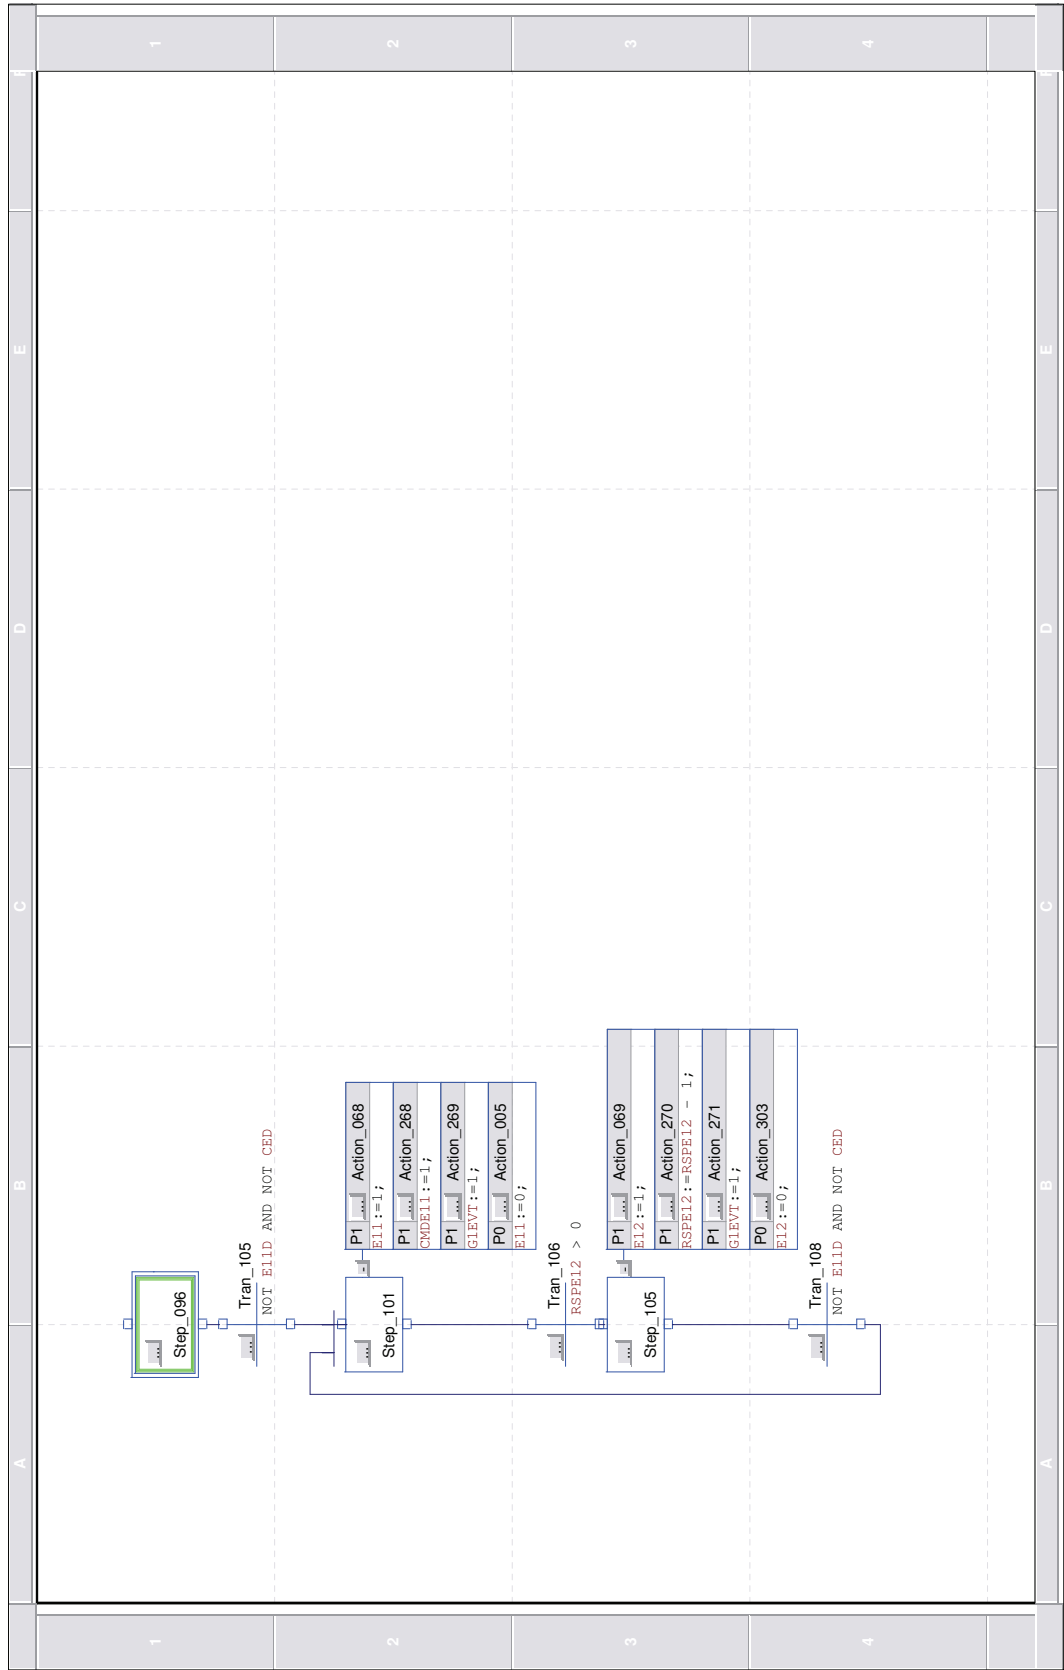 A
B
C
D
E
F
1
1
Step_096
Tran_105
NOT E11D AND NOT CED
2
2
Step_101
P1 ... Action_068
E11:=1;
P1 ... Action_268
CMDE11:=1;
P1 ... Action_269
G1EVT:=1;
P0 ... Action_005
E11:=0;
Tran_106
RSPE12 > 0
3
3
Step_105
P1 ... Action_069
E12:=1;
P1 ... Action_270
RSPE12:=RSPE12 - 1;
P1 ... Action_271
G1EVT:=1;
P0 ... Action_303
E12:=0;
4
4
Tran_108
NOT E11D AND NOT CED
A
B
C
D
E
F